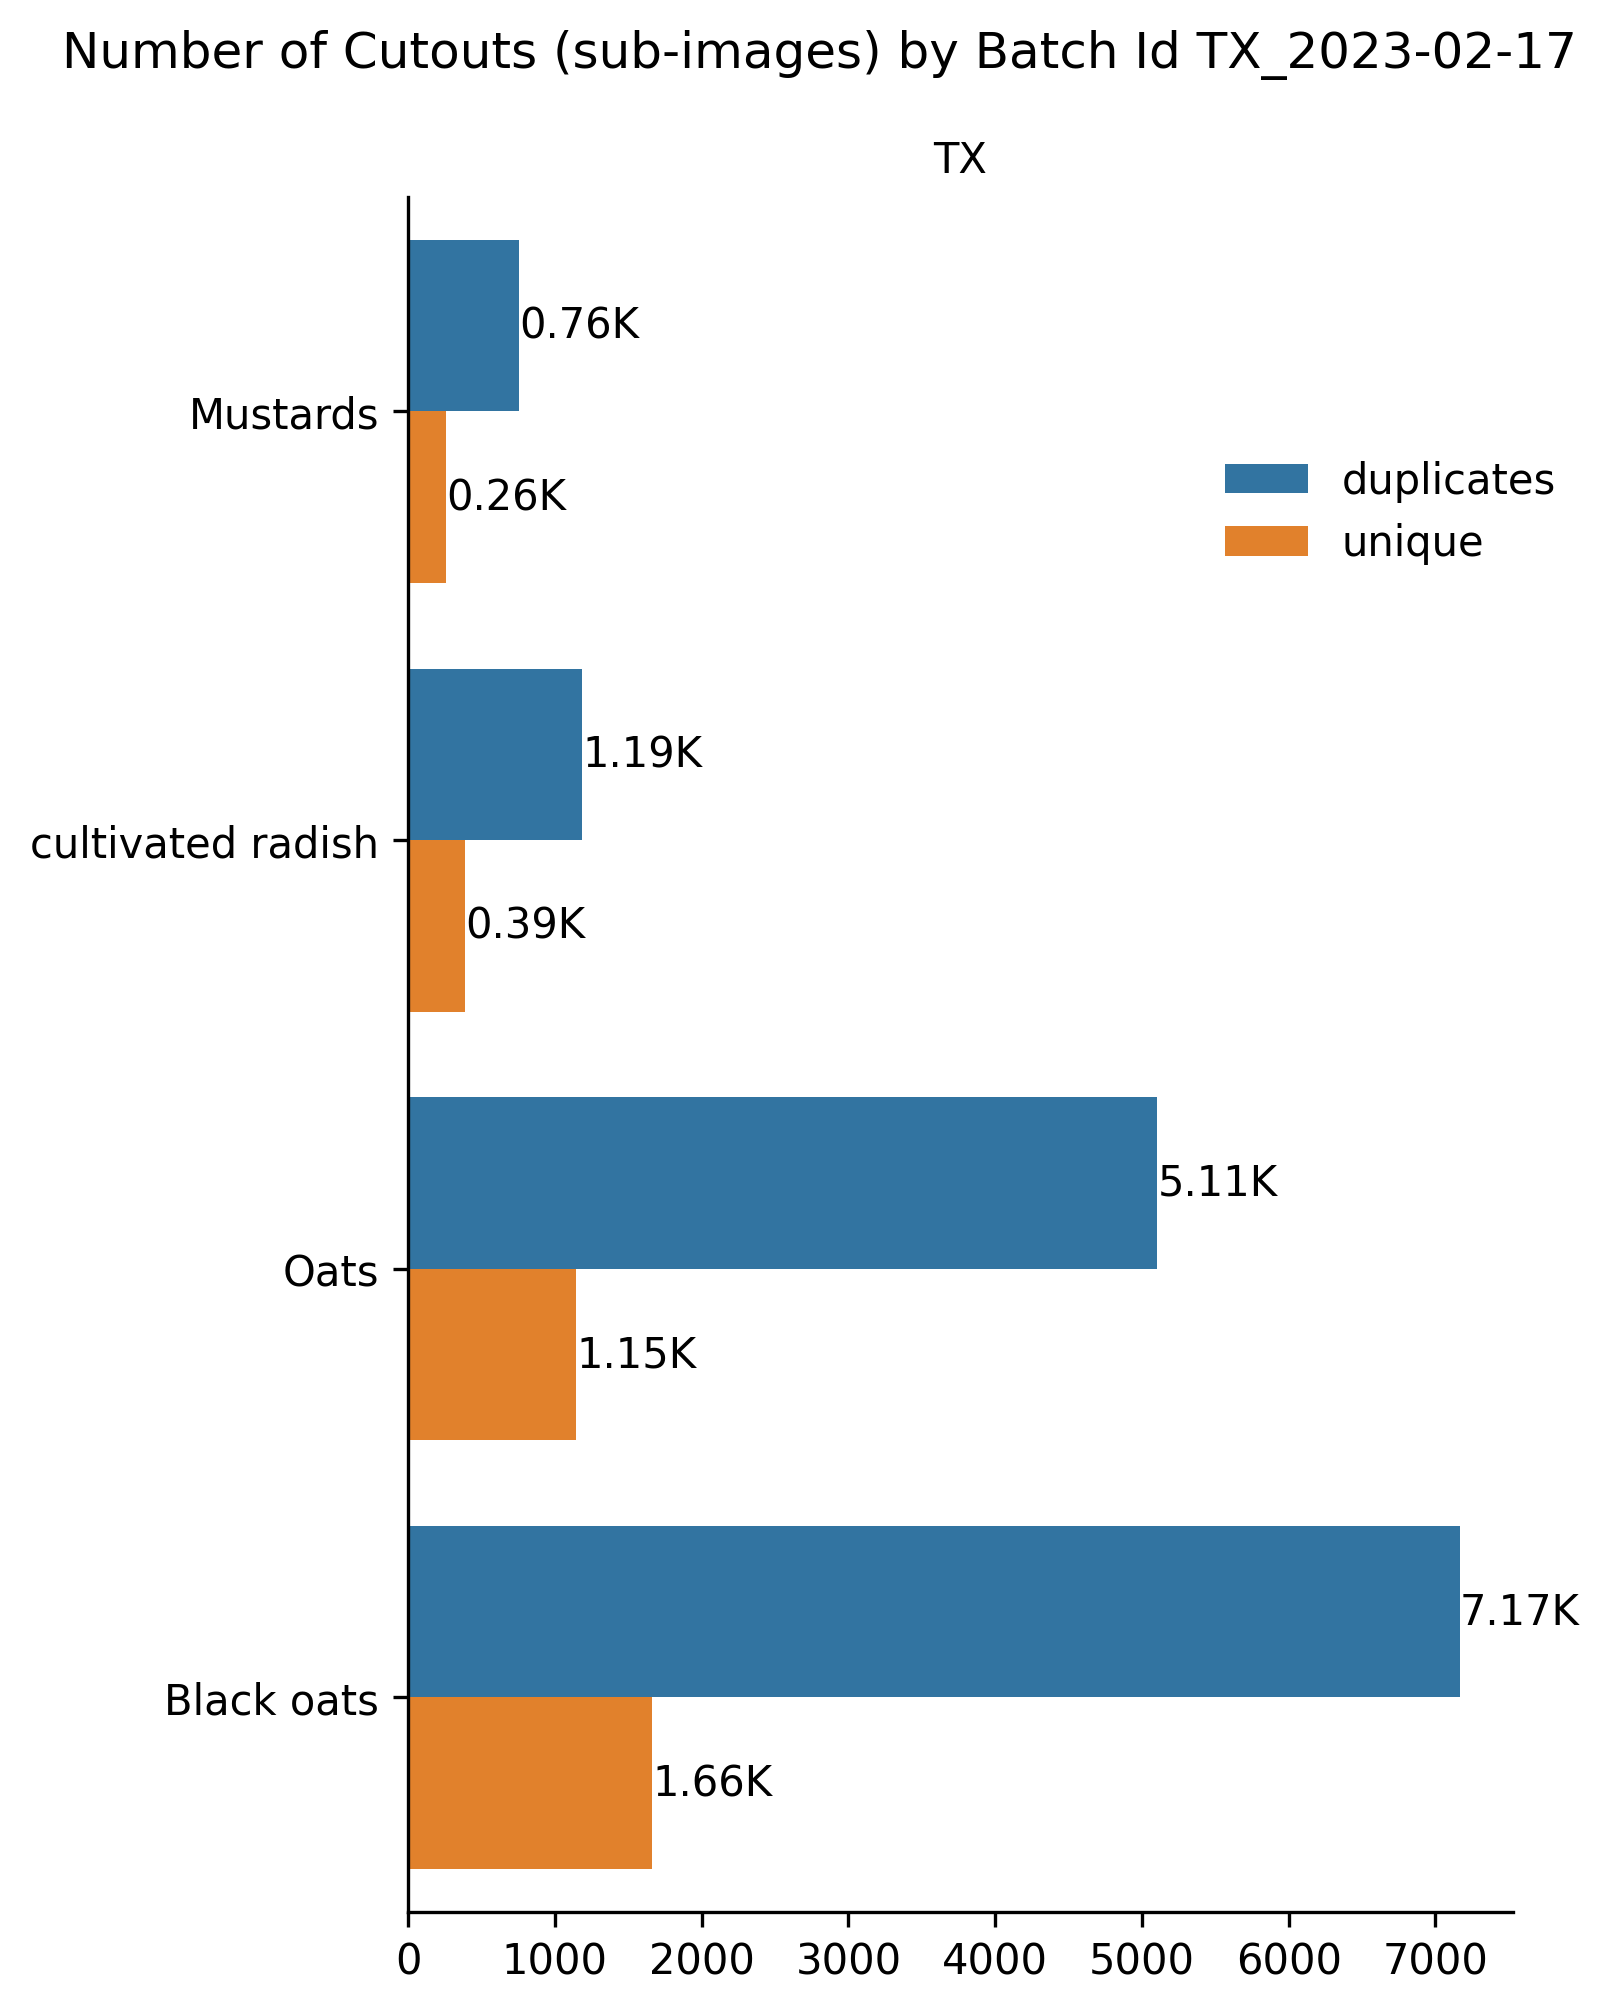 Number of Cutouts (sub-images) by Batch Id TX_2023-02-17
TX
0.76K
Mustards
0.26K
duplicates
unique
1.19K
cultivated radish
0.39K
5.11K
Oats
1.15K
7.17K
Black oats
1.66K
0 1000 2000 3000 4000 5000 6000 7000